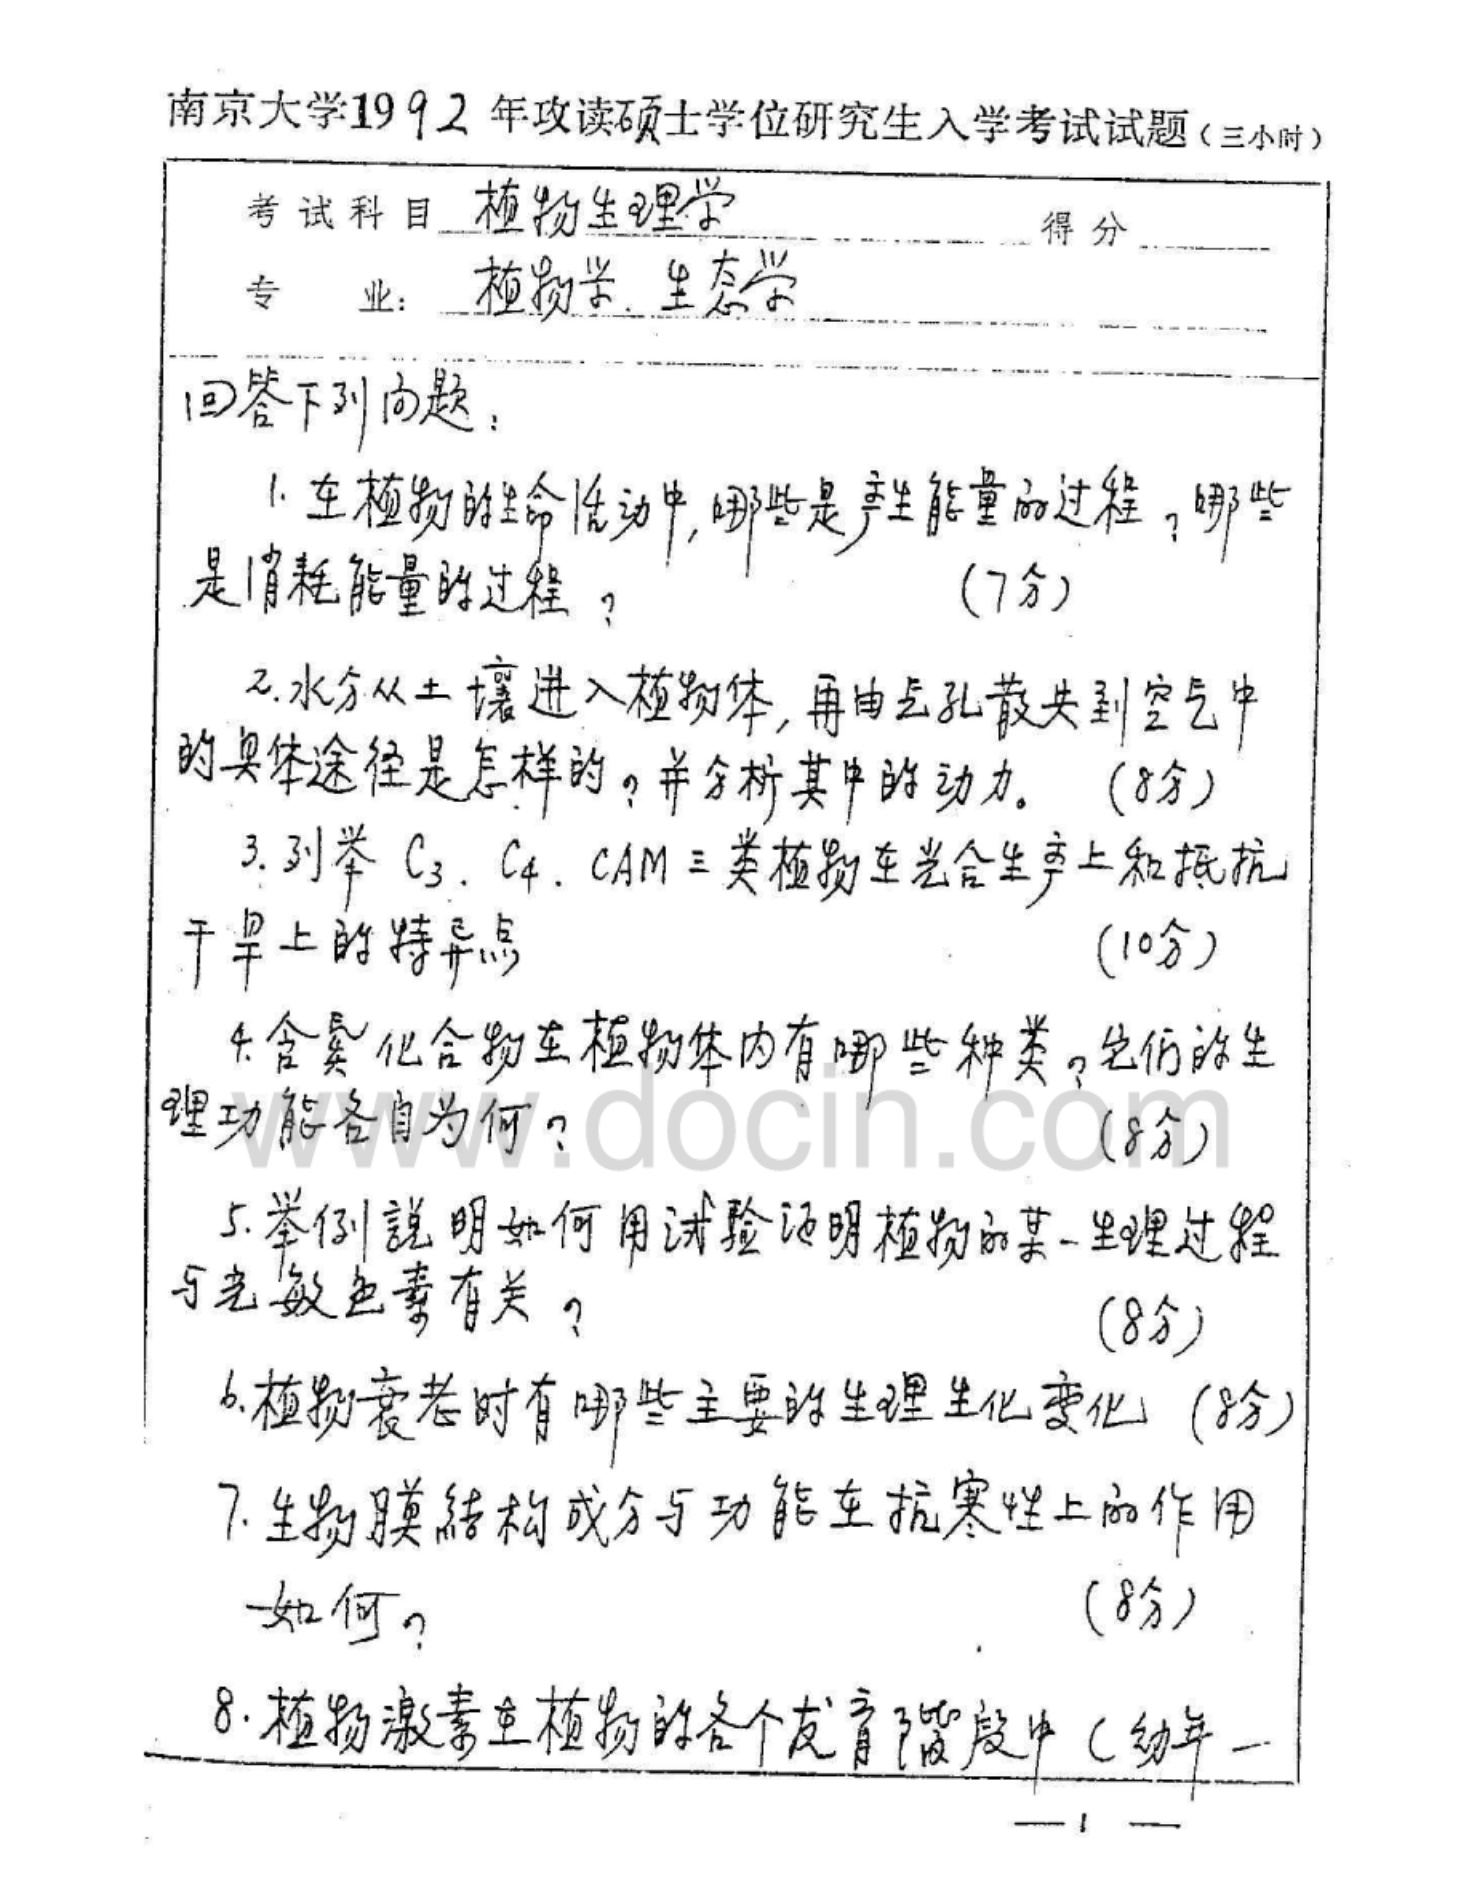 南京大学1992年攻读硕士学位研究生入学考试试题(三小时)
考试科目 植物生理学 得分
专 业: 植物学、生态学
回答下列问题:
1. 在植物的生命活动中,哪些是产生能量的过程?哪些
是消耗能量的过程? (7分)
2. 水分从土壤进入植物体,再由气孔散失到空气中
的具体途径是怎样的?并分析其中的动力。 (8分)
3. 列举 C3、C4、CAM三类植物在光合生产上和抵抗
干旱上的特异点 (10分)
4. 含氮化合物在植物体内有哪些种类?它们的生
理功能各自为何? (8分)
www.docin.com
5. 举例説明如何用试验证明植物的某一生理过程
与光敏色素有关? (8分)
6. 植物衰老时有哪些主要的生理生化变化 (8分)
7. 生物膜結构成分与功能在抗寒性上的作用
如何? (8分)
8. 植物激素在植物的各个发育階段中(幼年—
— 1 —